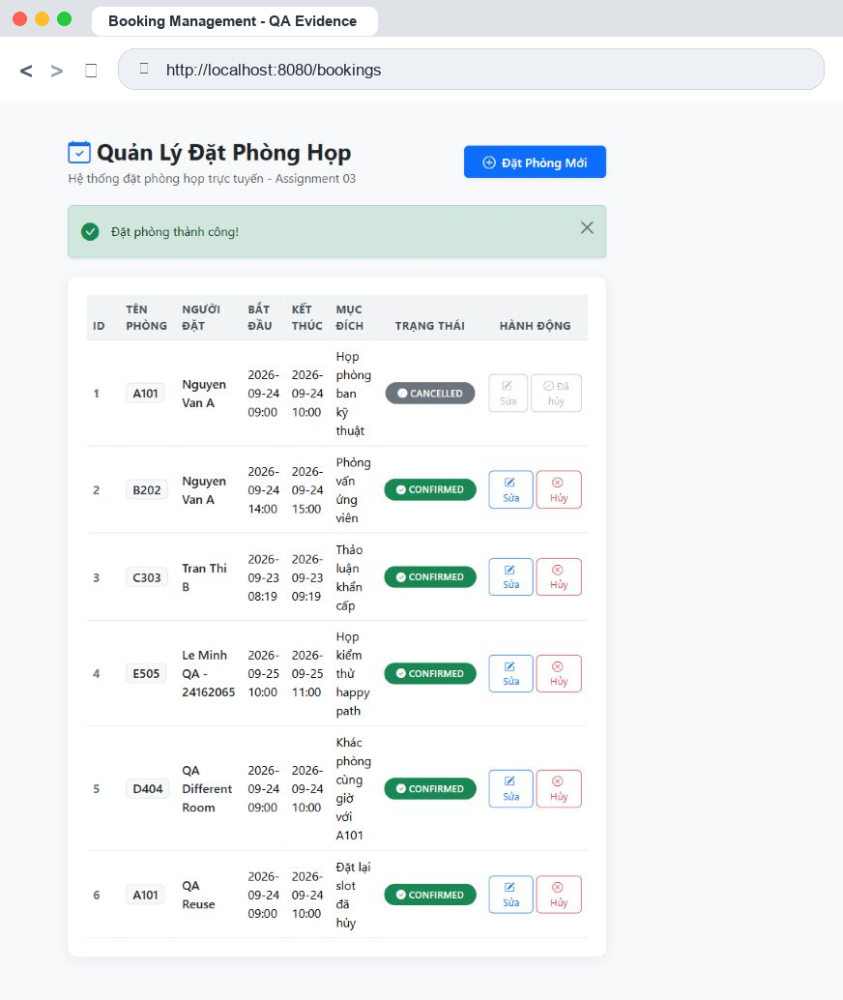 Booking Management - QA Evidence
< >
http://localhost:8080/bookings
Quản Lý Đặt Phòng Họp
Hệ thống đặt phòng họp trực tuyến - Assignment 03
Đặt Phòng Mới
Đặt phòng thành công!
ID
TÊN
PHÒNG
NGƯỜI
ĐẶT
BẮT
ĐẦU
KẾT
THÚC
MỤC
ĐÍCH
TRẠNG THÁI
HÀNH ĐỘNG
1
A101
Nguyen
Van A
2026-
09-24
09:00
2026-
09-24
10:00
Họp
phòng
ban
kỹ
thuật
CANCELLED
Sửa
Đã
hủy
2
B202
Nguyen
Van A
2026-
09-24
14:00
2026-
09-24
15:00
Phỏng
vấn
ứng
viên
CONFIRMED
Sửa
Hủy
3
C303
Tran Thi
B
2026-
09-23
08:19
2026-
09-23
09:19
Thảo
luận
khẩn
cấp
CONFIRMED
Sửa
Hủy
4
E505
Le Minh
QA -
24162065
2026-
09-25
10:00
2026-
09-25
11:00
Họp
kiểm
thử
happy
path
CONFIRMED
Sửa
Hủy
5
D404
QA
Different
Room
2026-
09-24
09:00
2026-
09-24
10:00
Khác
phòng
cùng
giờ
với
A101
CONFIRMED
Sửa
Hủy
6
A101
QA
Reuse
2026-
09-24
09:00
2026-
09-24
10:00
Đặt lại
slot
đã
hủy
CONFIRMED
Sửa
Hủy